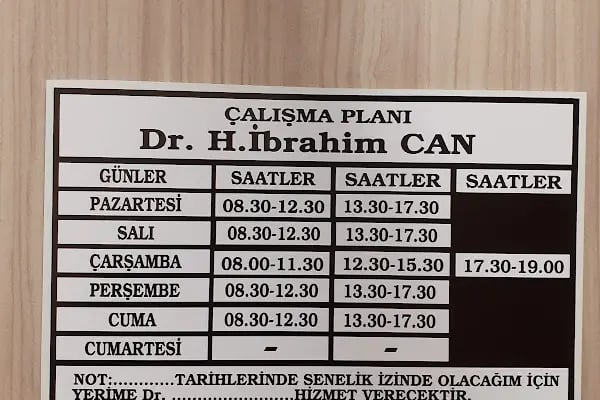 ÇALIŞMA PLANI
Dr. H.İbrahim CAN
GÜNLER SAATLER SAATLER SAATLER
PAZARTESİ 08.30-12.30 13.30-17.30
SALI 08.30-12.30 13.30-17.30
ÇARŞAMBA 08.00-11.30 12.30-15.30 17.30-19.00
PERŞEMBE 08.30-12.30 13.30-17.30
CUMA 08.30-12.30 13.30-17.30
CUMARTESİ - -
NOT:............TARİHLERİNDE SENELİK İZİNDE OLACAĞIM İÇİN
YERİME Dr. ........................HİZMET VERECEKTİR.